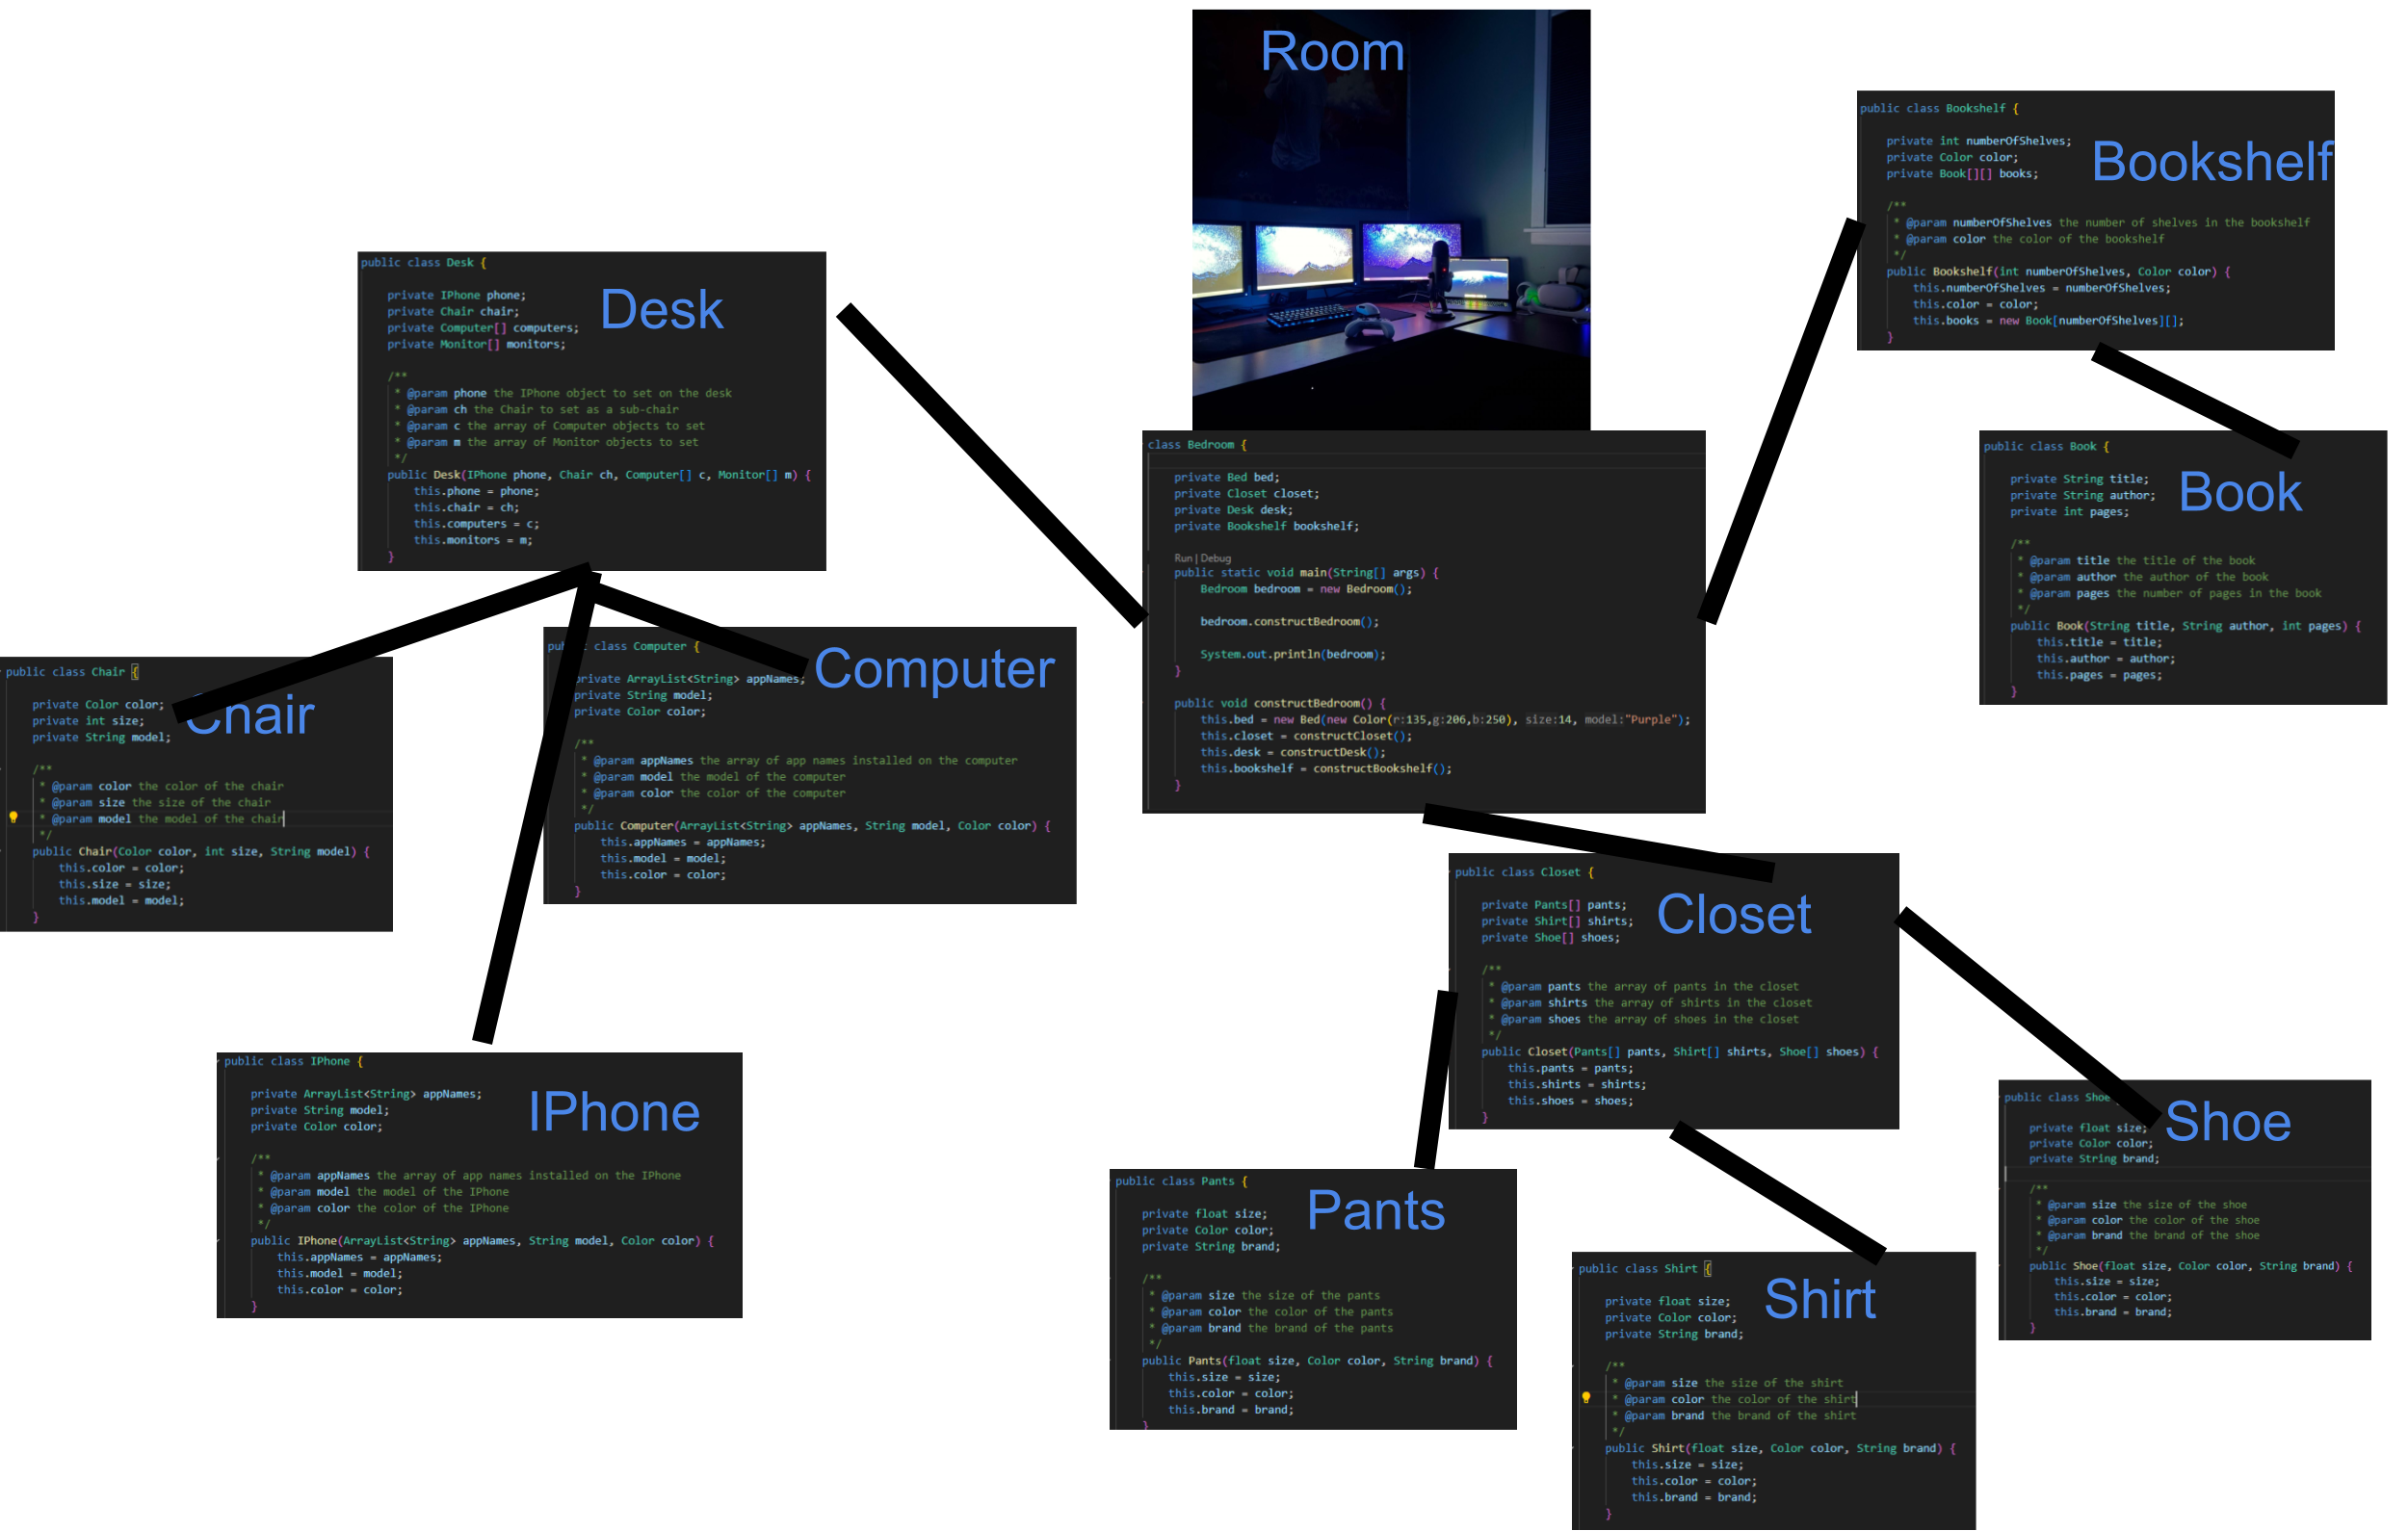 Room
class Bedroom {
private Bed bed;
private Closet closet;
private Desk desk;
private Bookshelf bookshelf;
Run | Debug
public static void main(String[] args) {
Bedroom bedroom = new Bedroom();
bedroom.constructBedroom();
System.out.println(bedroom);
}
public void constructBedroom() {
this.bed = new Bed(new Color(r:135,g:206,b:250), size:14, model:"Purple");
this.closet = constructCloset();
this.desk = constructDesk();
this.bookshelf = constructBookshelf();
}
Desk
public class Desk {
private IPhone phone;
private Chair chair;
private Computer[] computers;
private Monitor[] monitors;
/**
* @param phone the IPhone object to set on the desk
* @param ch the Chair to set as a sub-chair
* @param c the array of Computer objects to set
* @param m the array of Monitor objects to set
*/
public Desk(IPhone phone, Chair ch, Computer[] c, Monitor[] m) {
this.phone = phone;
this.chair = ch;
this.computers = c;
this.monitors = m;
}
Chair
public class Chair {
private Color color;
private int size;
private String model;
/**
* @param color the color of the chair
* @param size the size of the chair
* @param model the model of the chair
*/
public Chair(Color color, int size, String model) {
this.color = color;
this.size = size;
this.model = model;
}
Computer
class Computer {
private ArrayList<String> appNames;
private String model;
private Color color;
/**
* @param appNames the array of app names installed on the computer
* @param model the model of the computer
* @param color the color of the computer
*/
public Computer(ArrayList<String> appNames, String model, Color color) {
this.appNames = appNames;
this.model = model;
this.color = color;
}
IPhone
public class IPhone {
private ArrayList<String> appNames;
private String model;
private Color color;
/**
* @param appNames the array of app names installed on the IPhone
* @param model the model of the IPhone
* @param color the color of the IPhone
*/
public IPhone(ArrayList<String> appNames, String model, Color color) {
this.appNames = appNames;
this.model = model;
this.color = color;
}
Bookshelf
public class Bookshelf {
private int numberOfShelves;
private Color color;
private Book[][] books;
/**
* @param numberOfShelves the number of shelves in the bookshelf
* @param color the color of the bookshelf
*/
public Bookshelf(int numberOfShelves, Color color) {
this.numberOfShelves = numberOfShelves;
this.color = color;
this.books = new Book[numberOfShelves][];
}
Book
public class Book {
private String title;
private String author;
private int pages;
/**
* @param title the title of the book
* @param author the author of the book
* @param pages the number of pages in the book
*/
public Book(String title, String author, int pages) {
this.title = title;
this.author = author;
this.pages = pages;
}
Closet
public class Closet {
private Pants[] pants;
private Shirt[] shirts;
private Shoe[] shoes;
/**
* @param pants the array of pants in the closet
* @param shirts the array of shirts in the closet
* @param shoes the array of shoes in the closet
*/
public Closet(Pants[] pants, Shirt[] shirts, Shoe[] shoes) {
this.pants = pants;
this.shirts = shirts;
this.shoes = shoes;
}
Pants
public class Pants {
private float size;
private Color color;
private String brand;
/**
* @param size the size of the pants
* @param color the color of the pants
* @param brand the brand of the pants
*/
public Pants(float size, Color color, String brand) {
this.size = size;
this.color = color;
this.brand = brand;
}
Shirt
public class Shirt {
private float size;
private Color color;
private String brand;
/**
* @param size the size of the shirt
* @param color the color of the shirt
* @param brand the brand of the shirt
*/
public Shirt(float size, Color color, String brand) {
this.size = size;
this.color = color;
this.brand = brand;
}
Shoe
public class Shoe
private float size;
private Color color;
private String brand;
/**
* @param size the size of the shoe
* @param color the color of the shoe
* @param brand the brand of the shoe
*/
public Shoe(float size, Color color, String brand) {
this.size = size;
this.color = color;
this.brand = brand;
}